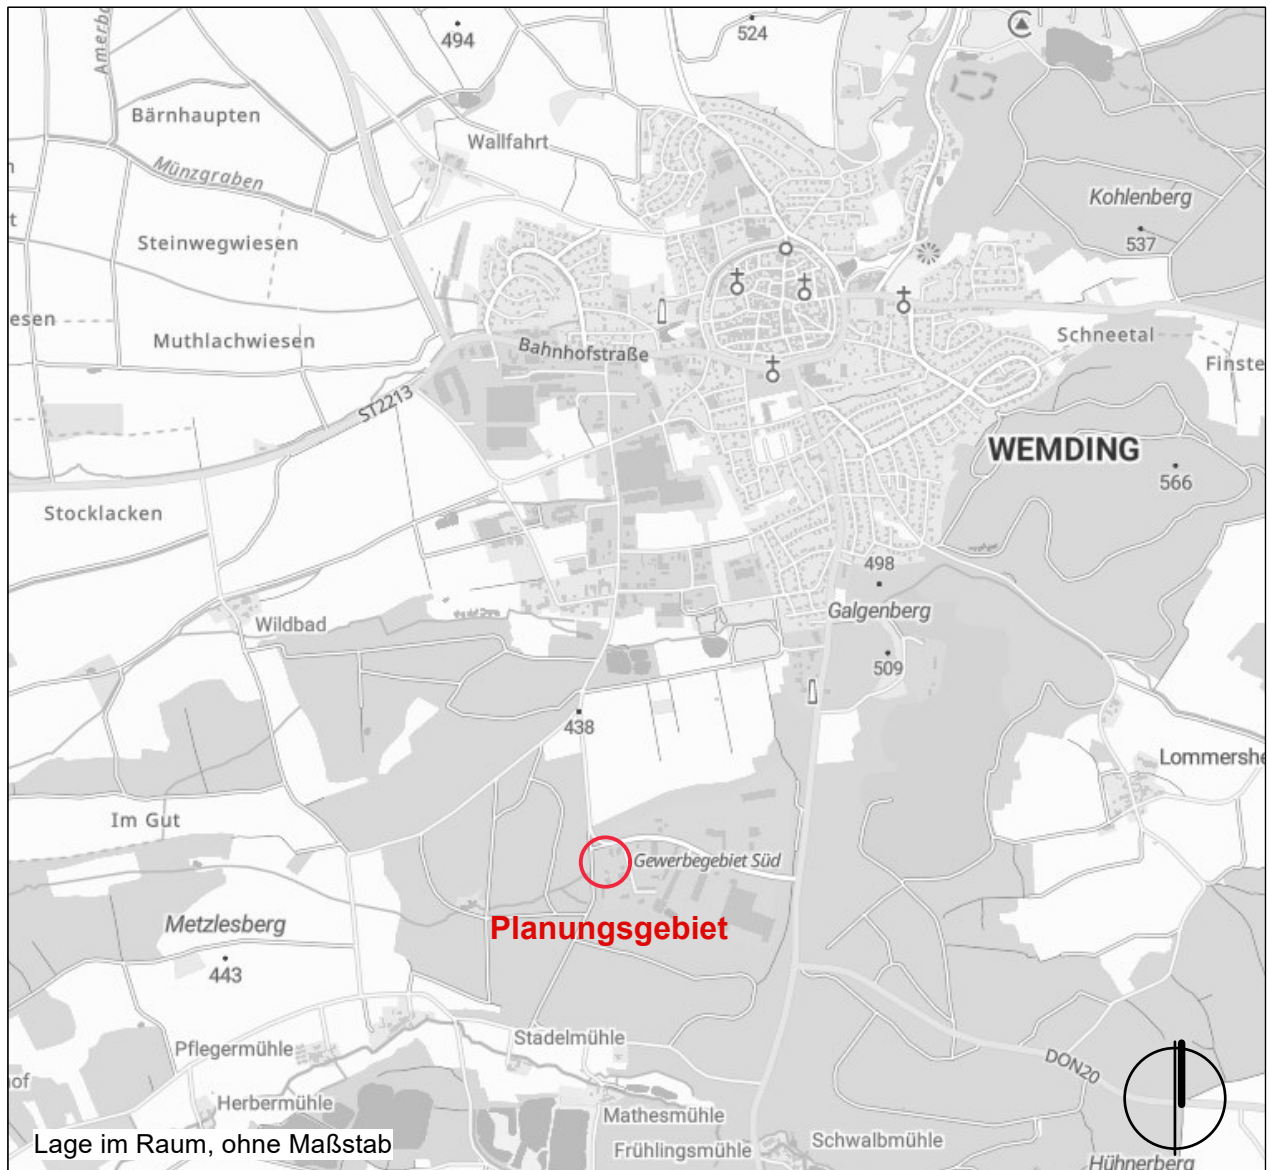 Amerb
494
524
Bärnhaupten
Wallfahrt
Münzgraben
Kohlenberg
t
Steinwegwiesen
537
esen
Muthlachwiesen
Bahnhofstraße
Schneetal
Finste
ST2213
WEMDING
566
Stocklacken
498
Galgenberg
Wildbad
509
438
Lommershe
Im Gut
Gewerbegebiet Süd
Planungsgebiet
Metzlesberg
443
Stadelmühle
Pflegermühle
DON20
of
Herbermühle
Mathesmühle
Lage im Raum, ohne Maßstab
Frühlingsmühle
Schwalbmühle
Hühnerberg